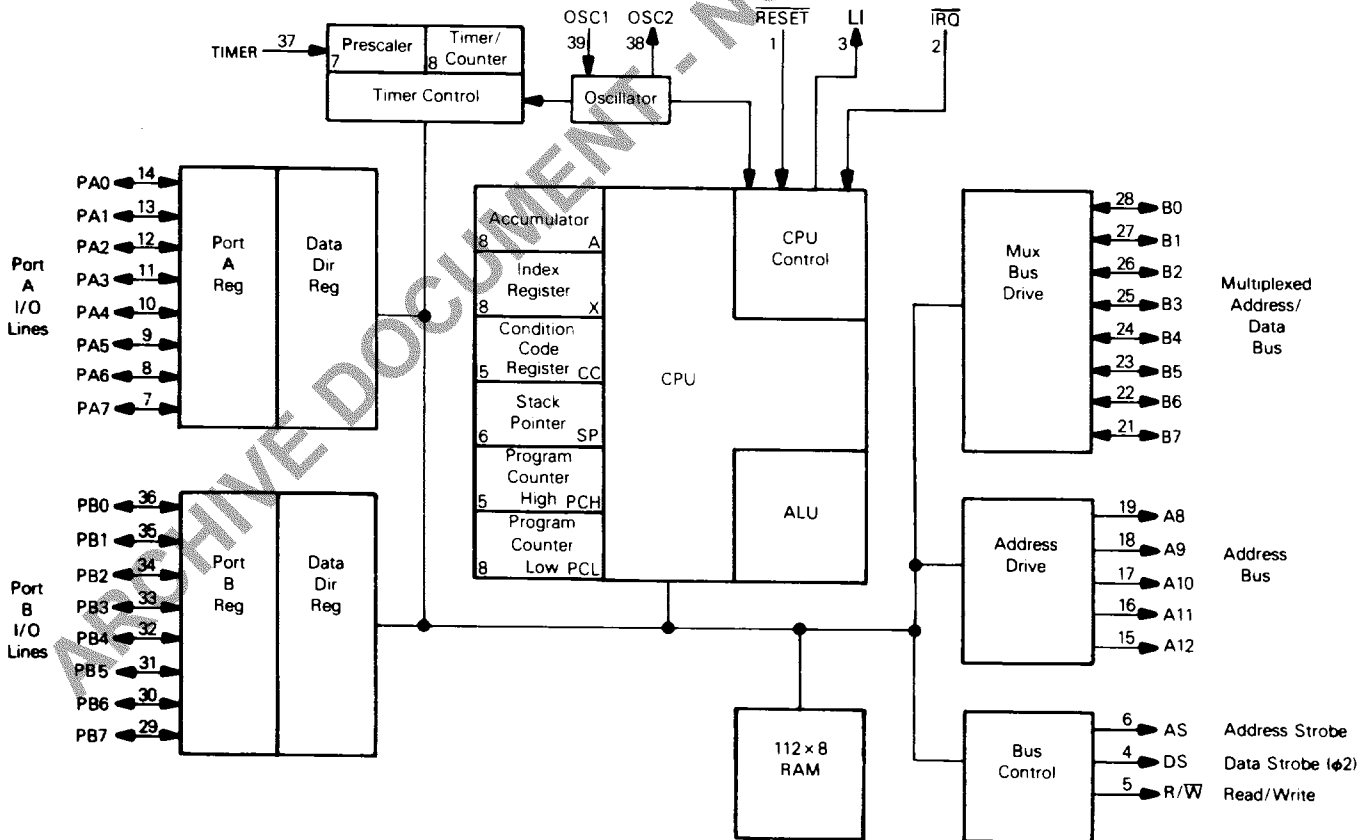 OSC1 OSC2 RESET LI IRQ
39 38 1 3 2
TIMER 37 Prescaler Timer/
7 8 Counter
Timer Control
Oscillator
Port
A
I/O
Lines
PA0 14
PA1 13
PA2 12
PA3 11
PA4 10
PA5 9
PA6 8
PA7 7
Port
A
Reg
Data
Dir
Reg
Port
B
I/O
Lines
PB0 36
PB1 35
PB2 34
PB3 33
PB4 32
PB5 31
PB6 30
PB7 29
Port
B
Reg
Data
Dir
Reg
Accumulator
8 A
Index
Register
8 X
Condition
Code
5 Register CC
Stack
Pointer
6 SP
Program
Counter
5 High PCH
Program
Counter
8 Low PCL
CPU
CPU
Control
ALU
112×8
RAM
Mux
Bus
Drive
28 B0
27 B1
26 B2
25 B3
24 B4
23 B5
22 B6
21 B7
Multiplexed
Address/
Data
Bus
Address
Drive
19 A8
18 A9
17 A10
16 A11
15 A12
Address
Bus
Bus
Control
6 AS Address Strobe
4 DS Data Strobe (ϕ2)
5 R/W̅ Read/Write
ARCHIVE DOCUMENT - N